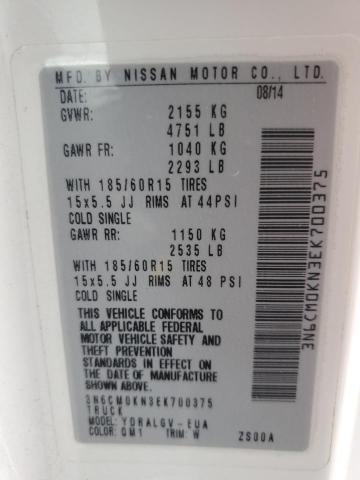 MFD. BY NISSAN MOTOR CO., LTD.
DATE: 08/14
GVWR: 2155 KG
4751 LB
GAWR FR: 1040 KG
2293 LB
WITH 185/60R15 TIRES
15x5.5 JJ RIMS AT 44PSI
COLD SINGLE
GAWR RR: 1150 KG
2535 LB
WITH 185/60R15 TIRES
15x5.5 JJ RIMS AT 48 PSI
COLD SINGLE
THIS VEHICLE CONFORMS TO
ALL APPLICABLE FEDERAL
MOTOR VEHICLE SAFETY AND
THEFT PREVENTION
STANDARDS IN EFFECT ON
THE DATE OF MANUFACTURE
SHOWN ABOVE.
3N6CM0KN3EK700375
TRUCK
MODEL: YDRALGV-EUA
COLOR: QM1 TRIM: W ZS00A
3N6CM0KN3EK700375